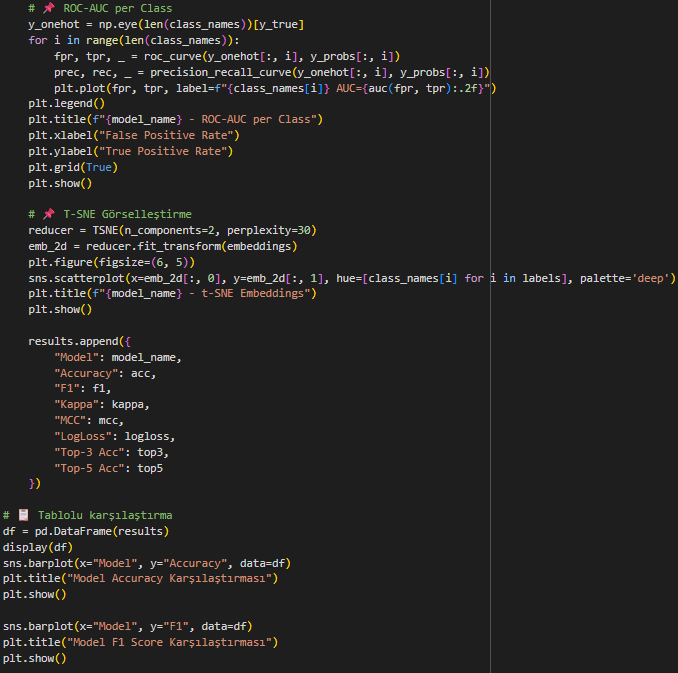 # 📌 ROC-AUC per Class
y_onehot = np.eye(len(class_names))[y_true]
for i in range(len(class_names)):
    fpr, tpr, _ = roc_curve(y_onehot[:, i], y_probs[:, i])
    prec, rec, _ = precision_recall_curve(y_onehot[:, i], y_probs[:, i])
    plt.plot(fpr, tpr, label=f"{class_names[i]} AUC={auc(fpr, tpr):.2f}")
plt.legend()
plt.title(f"{model_name} - ROC-AUC per Class")
plt.xlabel("False Positive Rate")
plt.ylabel("True Positive Rate")
plt.grid(True)
plt.show()

# 📌 T-SNE Görselleştirme
reducer = TSNE(n_components=2, perplexity=30)
emb_2d = reducer.fit_transform(embeddings)
plt.figure(figsize=(6, 5))
sns.scatterplot(x=emb_2d[:, 0], y=emb_2d[:, 1], hue=[class_names[i] for i in labels], palette='deep')
plt.title(f"{model_name} - t-SNE Embeddings")
plt.show()

results.append({
    "Model": model_name,
    "Accuracy": acc,
    "F1": f1,
    "Kappa": kappa,
    "MCC": mcc,
    "LogLoss": logloss,
    "Top-3 Acc": top3,
    "Top-5 Acc": top5
})

# 📋 Tablolu karşılaştırma
df = pd.DataFrame(results)
display(df)
sns.barplot(x="Model", y="Accuracy", data=df)
plt.title("Model Accuracy Karşılaştırması")
plt.show()

sns.barplot(x="Model", y="F1", data=df)
plt.title("Model F1 Score Karşılaştırması")
plt.show()